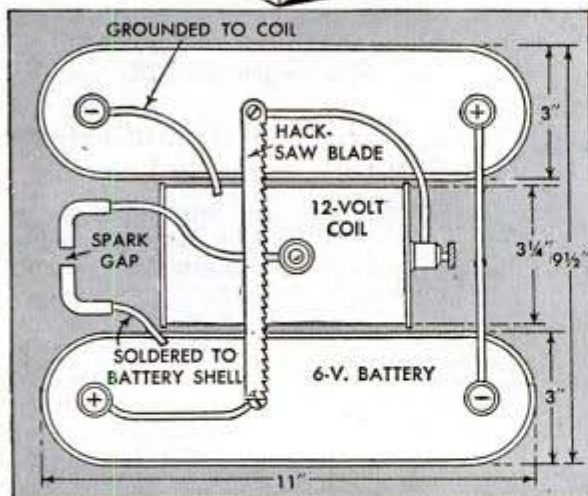 GROUNDED TO COIL
−
+
3"
HACK-
SAW BLADE
12-VOLT
COIL
SPARK
GAP
3¼"
9½"
SOLDERED TO
BATTERY SHELL
6-V. BATTERY
+
−
3"
11"